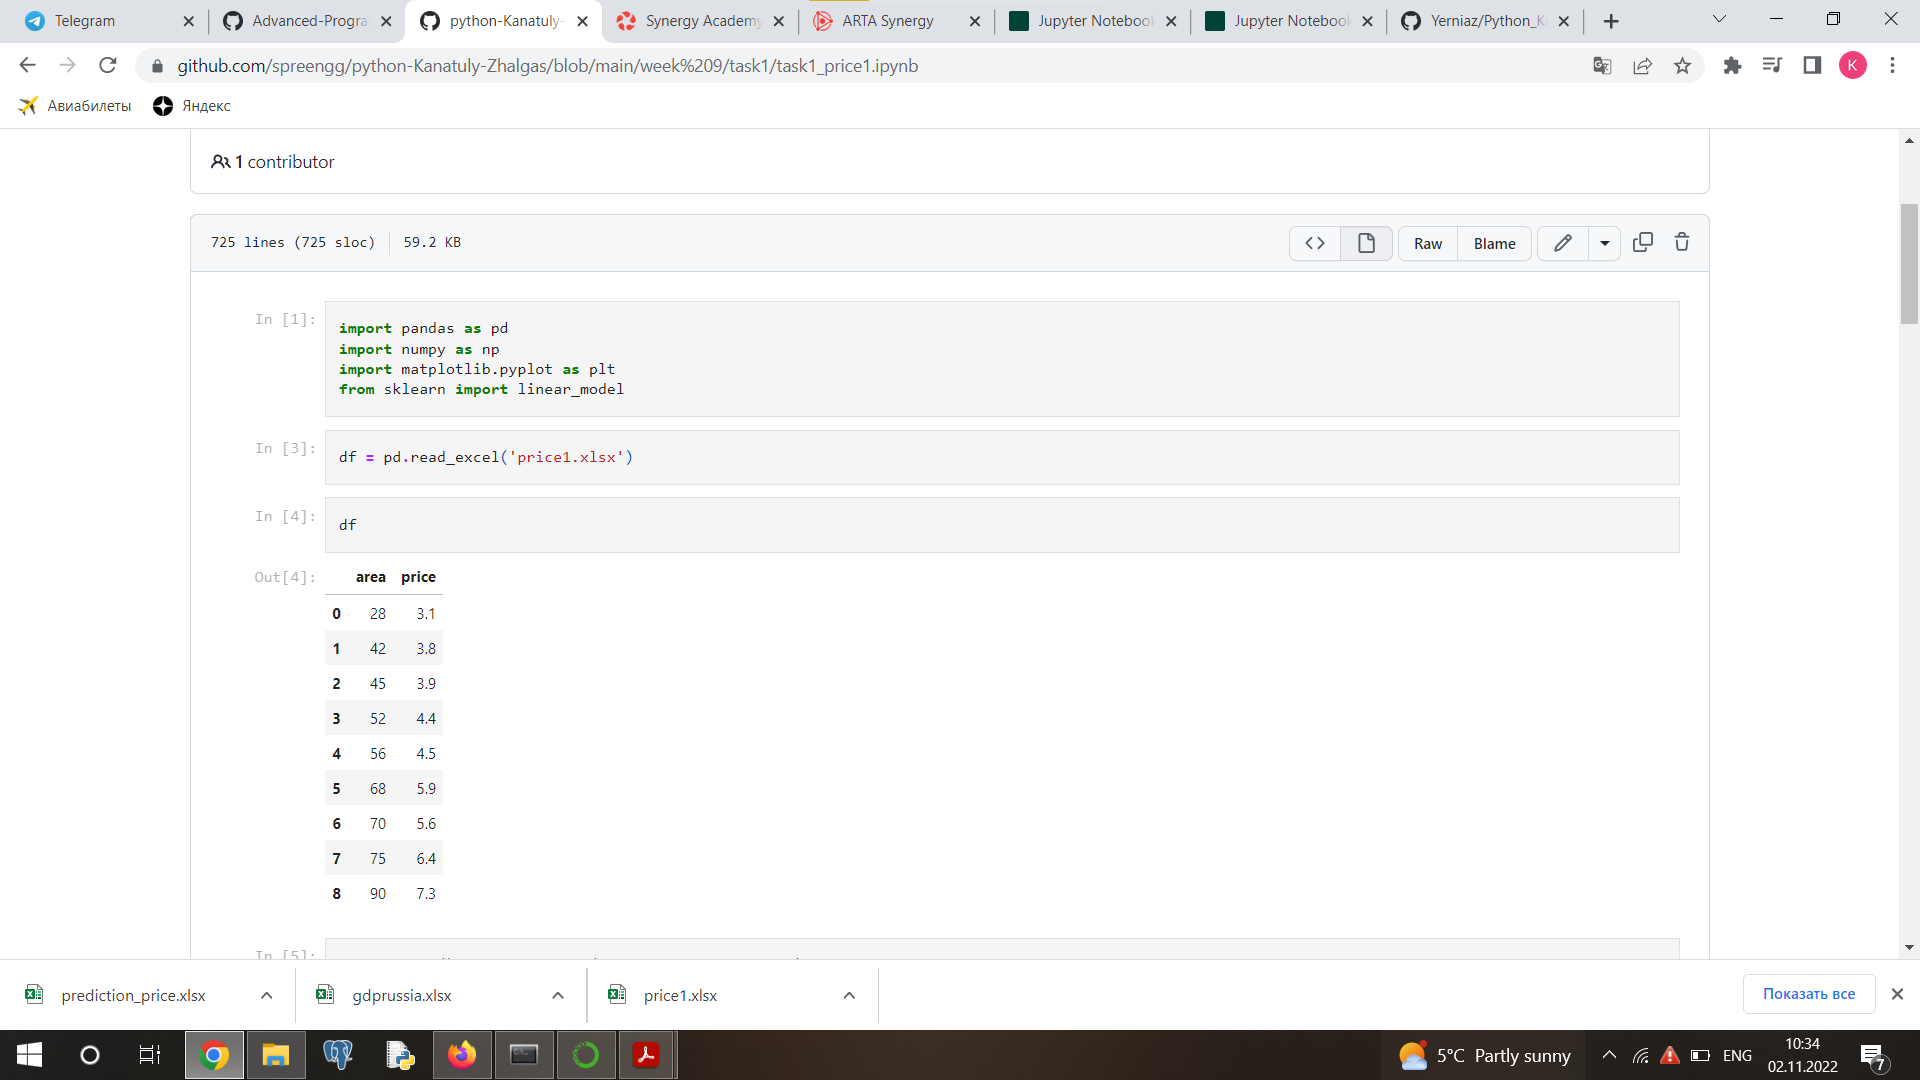 Telegram
Advanced-Progra
python-Kanatuly-
Synergy Academy
ARTA Synergy
Jupyter Notebook
Jupyter Notebook
Yerniaz/Python_K
github.com/spreengg/python-Kanatuly-Zhalgas/blob/main/week%209/task1/task1_price1.ipynb
K
Авиабилеты
Яндекс
1 contributor
725 lines (725 sloc) 59.2 KB
Raw
Blame
In [1]:
import pandas as pd
import numpy as np
import matplotlib.pyplot as plt
from sklearn import linear_model
In [3]:
df = pd.read_excel('price1.xlsx')
In [4]:
df
Out[4]:
area price
0 28 3.1
1 42 3.8
2 45 3.9
3 52 4.4
4 56 4.5
5 68 5.9
6 70 5.6
7 75 6.4
8 90 7.3
In [5]:
prediction_price.xlsx
gdprussia.xlsx
price1.xlsx
Показать все
5°C Partly sunny
ENG
10:34
02.11.2022
7